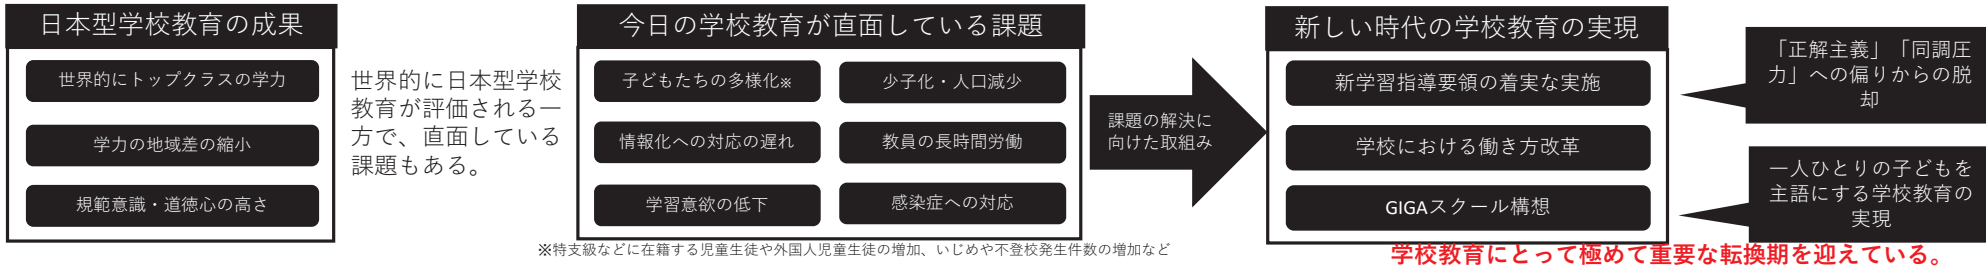 日本型学校教育の成果
世界的にトップクラスの学力
学力の地域差の縮小
規範意識・道徳心の高さ
世界的に日本型学校
教育が評価される一
方で、直面している
課題もある。
今日の学校教育が直面している課題
子どもたちの多様化※
少子化・人口減少
情報化への対応の遅れ
教員の長時間労働
学習意欲の低下
感染症への対応
※特支級などに在籍する児童生徒や外国人児童生徒の増加、いじめや不登校発生件数の増加など
課題の解決に
向けた取組み
新しい時代の学校教育の実現
新学習指導要領の着実な実施
学校における働き方改革
GIGAスクール構想
「正解主義」「同調圧
力」への偏りからの脱
却
一人ひとりの子どもを
主語にする学校教育の
実現
学校教育にとって極めて重要な転換期を迎えている。